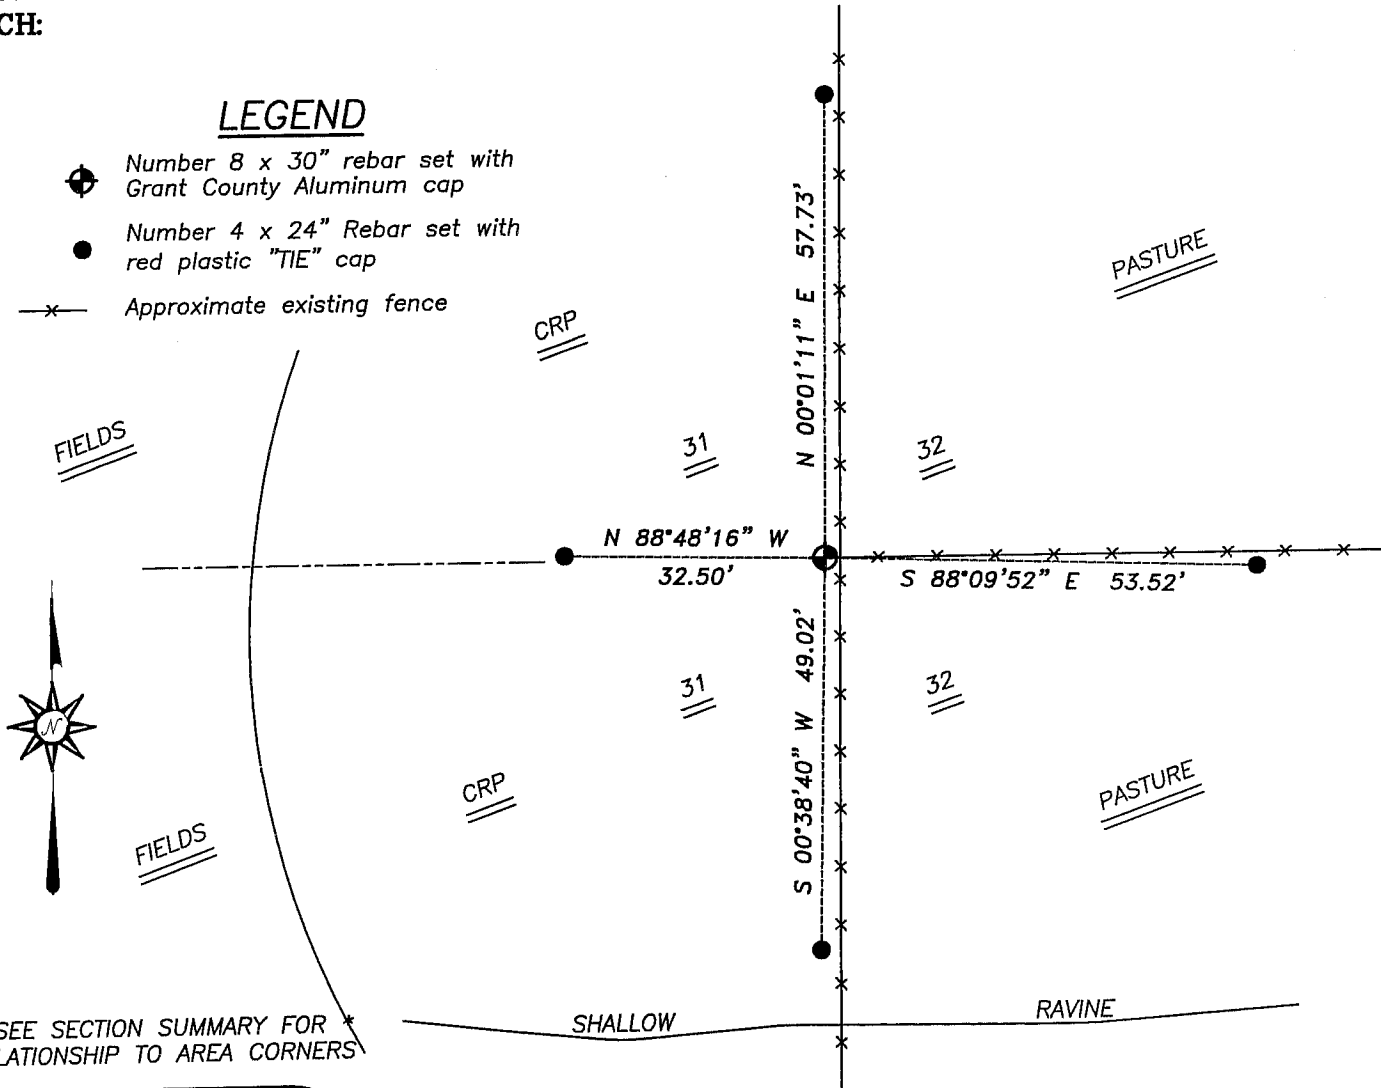 CH:
LEGEND
Number 8 x 30" rebar set with
Grant County Aluminum cap
Number 4 x 24" Rebar set with
red plastic "TIE" cap
Approximate existing fence
N 00°01'11" E 57.73'
PASTURE
CRP
FIELDS
31
32
N 88°48'16" W
32.50'
S 88°09'52" E 53.52'
S 00°38'40" W 49.02'
31
32
N
CRP
PASTURE
FIELDS
SEE SECTION SUMMARY FOR *
LATIONSHIP TO AREA CORNERS
SHALLOW
RAVINE